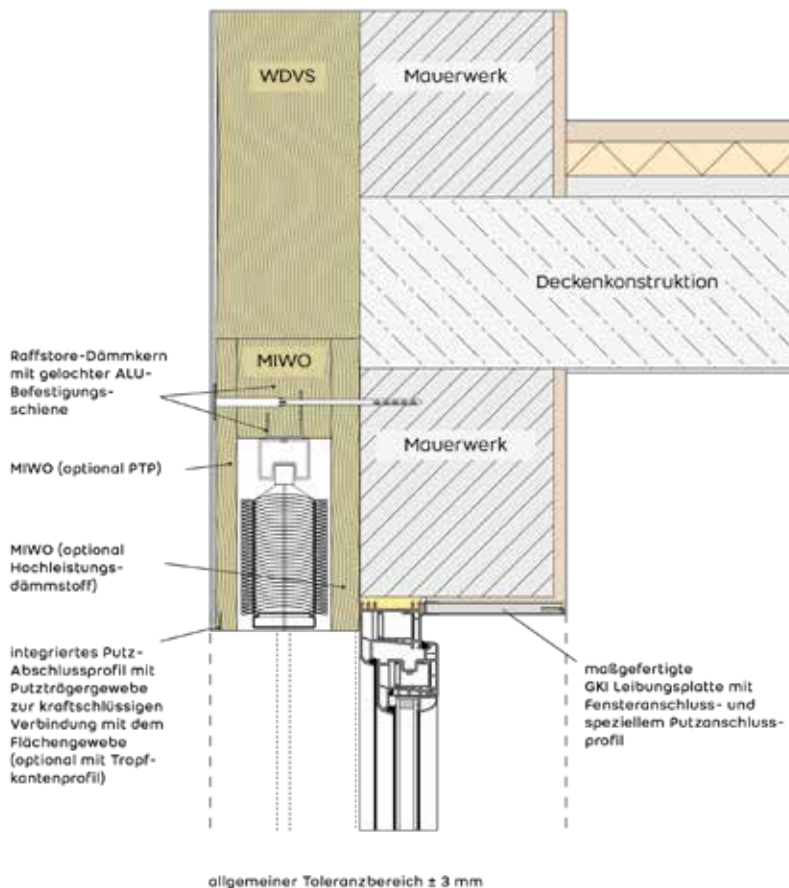 WDVS
Mauerwerk
Deckenkonstruktion
Raffstore-Dämmkern
mit gelochter ALU-
Befestigungs-
schiene
MIWO
Mauerwerk
MIWO (optional PTP)
MIWO (optional
Hochleistungs-
dämmstoff)
integriertes Putz-
Abschlussprofil mit
Putzträgergewebe
zur kraftschlüssigen
Verbindung mit dem
Flächengewebe
(optional mit Tropf-
kantenprofil)
maßgefertigte
GKI Leibungsplatte mit
Fensteranschluss- und
speziellem Putzanschluss-
profil
allgemeiner Toleranzbereich ± 3 mm